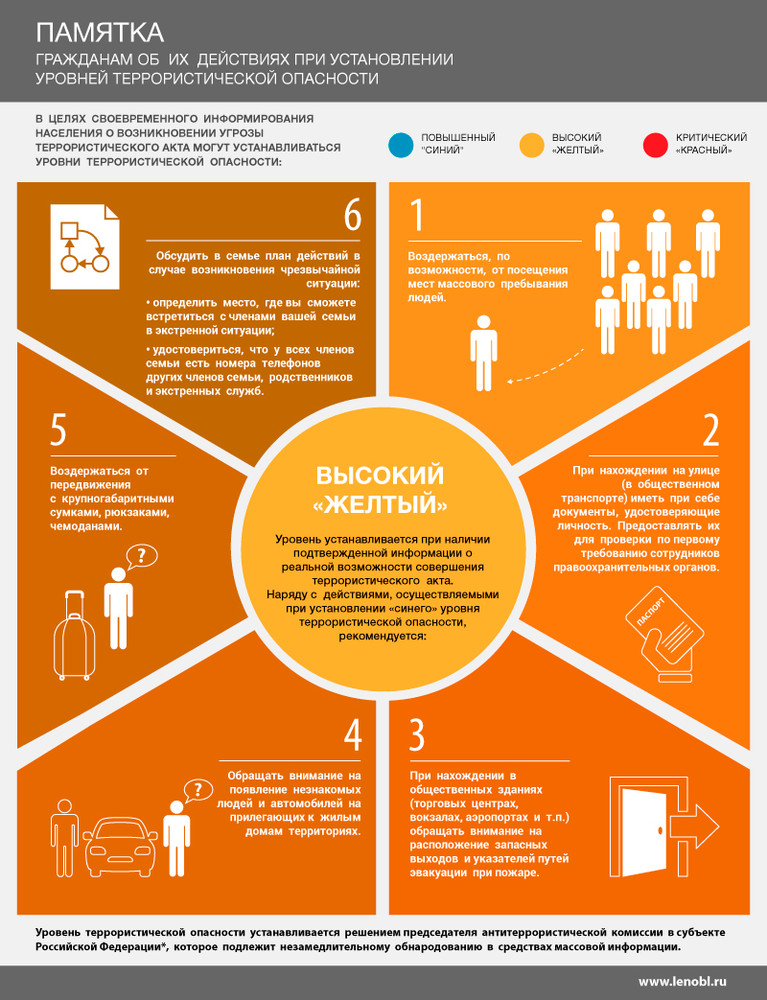 ПАМЯТКА
ГРАЖДАНАМ ОБ ИХ ДЕЙСТВИЯХ ПРИ УСТАНОВЛЕНИИ
УРОВНЕЙ ТЕРРОРИСТИЧЕСКОЙ ОПАСНОСТИ
В ЦЕЛЯХ СВОЕВРЕМЕННОГО ИНФОРМИРОВАНИЯ
НАСЕЛЕНИЯ О ВОЗНИКНОВЕНИИ УГРОЗЫ
ТЕРРОРИСТИЧЕСКОГО АКТА МОГУТ УСТАНАВЛИВАТЬСЯ
УРОВНИ ТЕРРОРИСТИЧЕСКОЙ ОПАСНОСТИ:
ПОВЫШЕННЫЙ
"СИНИЙ"
ВЫСОКИЙ
«ЖЕЛТЫЙ»
КРИТИЧЕСКИЙ
«КРАСНЫЙ»
1
Воздержаться, по
возможности, от посещения
мест массового пребывания
людей.
2
При нахождении на улице
(в общественном
транспорте) иметь при себе
документы, удостоверяющие
личность. Предоставлять их
для проверки по первому
требованию сотрудников
правоохранительных органов.
ПАСПОРТ
3
При нахождении в
общественных зданиях
(торговых центрах,
вокзалах, аэропортах и т.п.)
обращать внимание на
расположение запасных
выходов и указателей путей
эвакуации при пожаре.
4
Обращать внимание на
появление незнакомых
людей и автомобилей на
прилегающих к жилым
домам территориях.
?
5
Воздержаться от
передвижения
с крупногабаритными
сумками, рюкзаками,
чемоданами.
?
6
Обсудить в семье план действий в
случае возникновения чрезвычайной
ситуации:
• определить место, где вы сможете
встретиться с членами вашей семьи
в экстренной ситуации;
• удостовериться, что у всех членов
семьи есть номера телефонов
других членов семьи, родственников
и экстренных служб.
ВЫСОКИЙ
«ЖЕЛТЫЙ»
Уровень устанавливается при наличии
подтвержденной информации о
реальной возможности совершения
террористического акта.
Наряду с действиями, осуществляемыми
при установлении «синего» уровня
террористической опасности,
рекомендуется:
Уровень террористической опасности устанавливается решением председателя антитеррористической комиссии в субъекте
Российской Федерации*, которое подлежит незамедлительному обнародованию в средствах массовой информации.
www.lenobl.ru